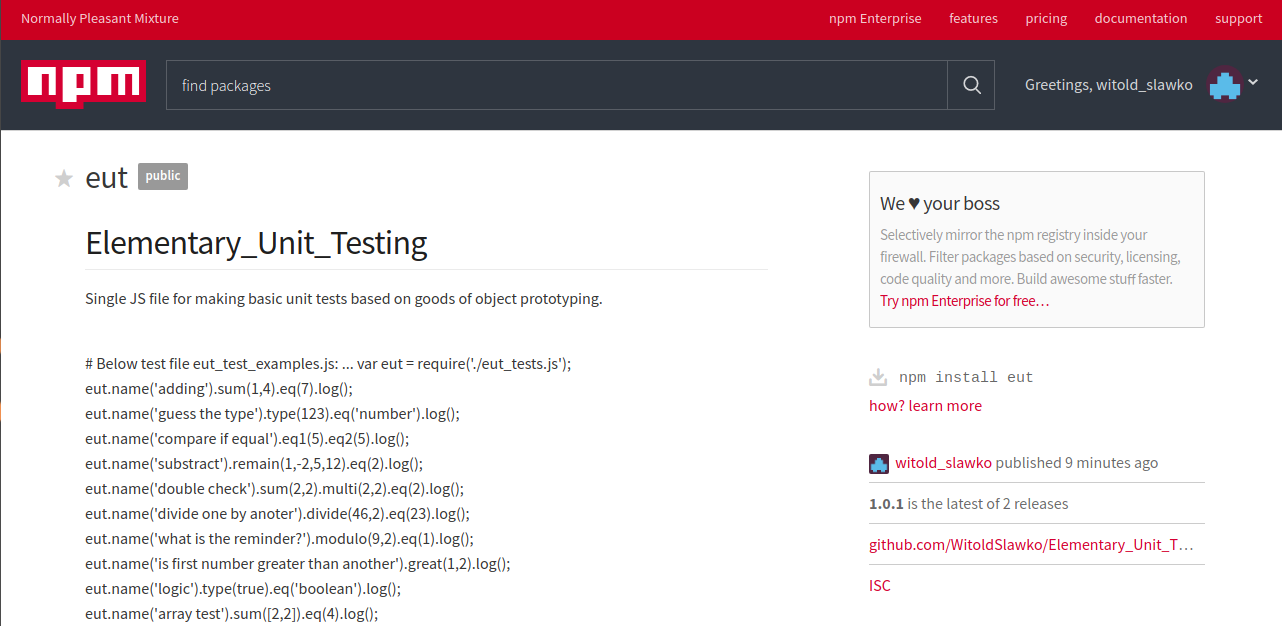 Normally Pleasant Mixture
npm Enterprise features pricing documentation support
npm
find packages
Greetings, witold_slawko
eut public
Elementary_Unit_Testing
Single JS file for making basic unit tests based on goods of object prototyping.
# Below test file eut_test_examples.js: ... var eut = require('./eut_tests.js');
eut.name('adding').sum(1,4).eq(7).log();
eut.name('guess the type').type(123).eq('number').log();
eut.name('compare if equal').eq1(5).eq2(5).log();
eut.name('substract').remain(1,-2,5,12).eq(2).log();
eut.name('double check').sum(2,2).multi(2,2).eq(2).log();
eut.name('divide one by anoter').divide(46,2).eq(23).log();
eut.name('what is the reminder?').modulo(9,2).eq(1).log();
eut.name('is first number greater than another').great(1,2).log();
eut.name('logic').type(true).eq('boolean').log();
eut.name('array test').sum([2,2]).eq(4).log();
We ♥ your boss
Selectively mirror the npm registry inside your
firewall. Filter packages based on security, licensing,
code quality and more. Build awesome stuff faster.
Try npm Enterprise for free…
npm install eut
how? learn more
witold_slawko published 9 minutes ago
1.0.1 is the latest of 2 releases
github.com/WitoldSlawko/Elementary_Unit_T…
ISC